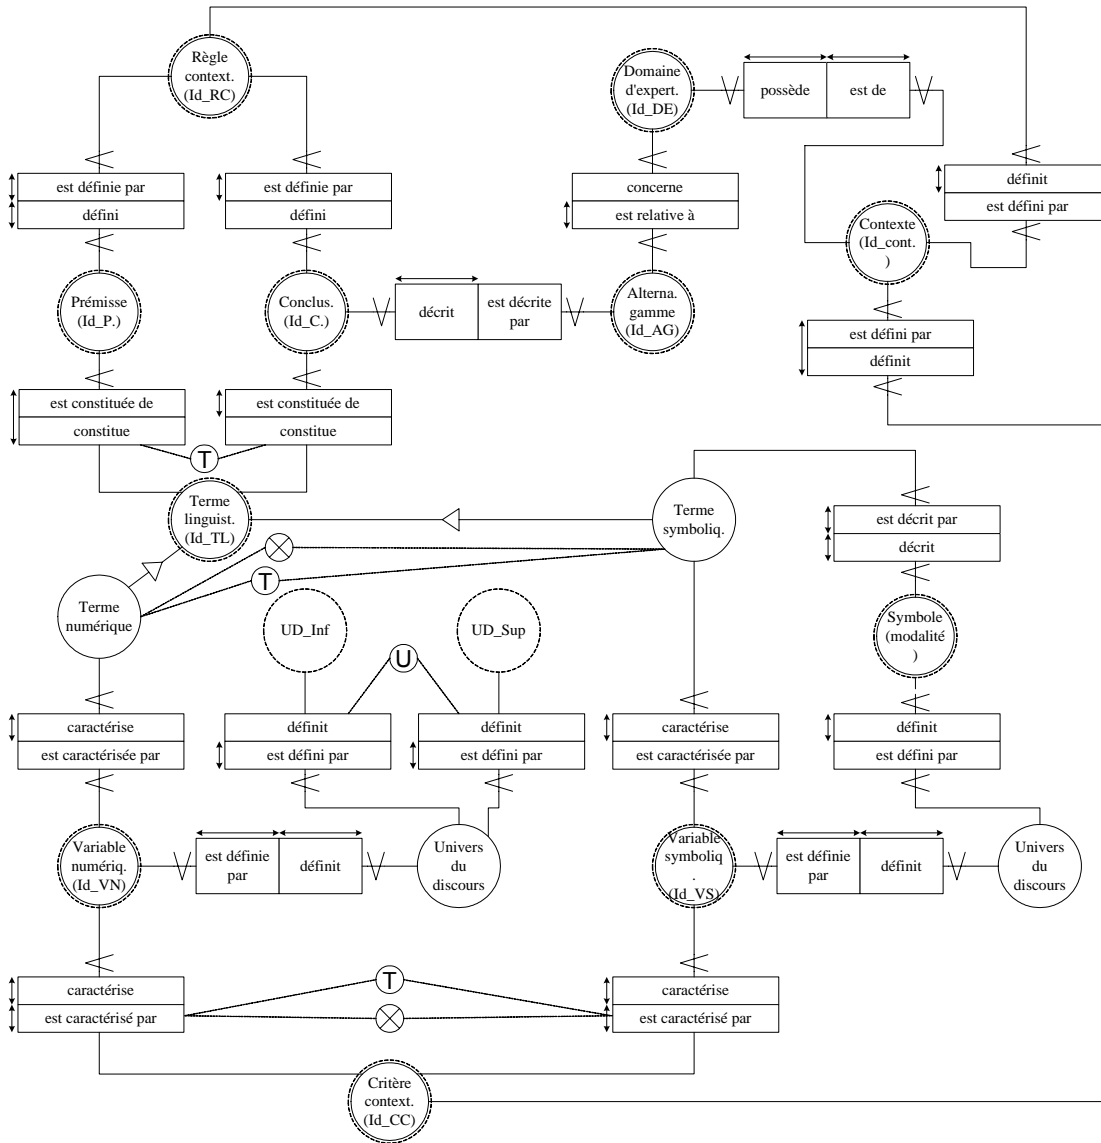 Règle
context.
(Id_RC)
Domaine
d'expert.
(Id_DE)
possède
est de
est définie par
défini
est définie par
défini
concerne
est relative à
définit
est défini par
Contexte
(Id_cont.
)
Prémisse
(Id_P.)
Conclus.
(Id_C.)
décrit
est décrite
par
Alterna.
gamme
(Id_AG)
est défini par
définit
est constituée de
constitue
est constituée de
constitue
T
Terme
linguist.
(Id_TL)
Terme
symboliq.
est décrit par
décrit
T
Terme
numérique
UD_Inf
UD_Sup
Symbole
(modalité
)
U
caractérise
est caractérisée par
définit
est défini par
définit
est défini par
caractérise
est caractérisée par
définit
est défini par
Variable
numériq.
(Id_VN)
est définie
par
définit
Univers
du
discours
Variable
symboliq
.
(Id_VS)
est définie
par
définit
Univers
du
discours
caractérise
est caractérisé par
T
caractérise
est caractérisé par
Critère
context.
(Id_CC)